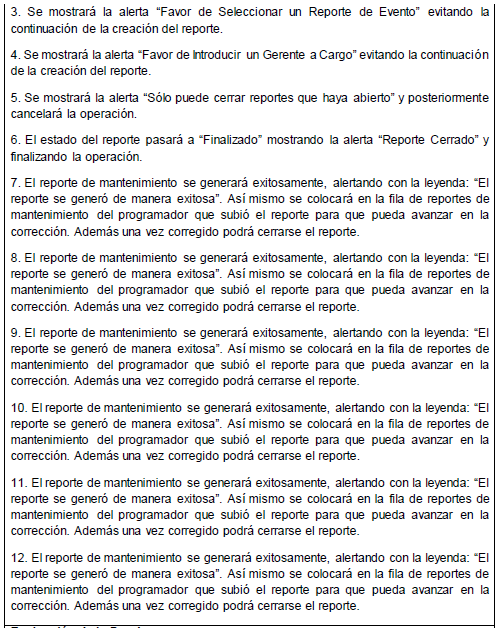 3. Se mostrará la alerta “Favor de Seleccionar un Reporte de Evento” evitando la
continuación de la creación del reporte.
4. Se mostrará la alerta “Favor de Introducir un Gerente a Cargo” evitando la continuación
de la creación del reporte.
5. Se mostrará la alerta “Sólo puede cerrar reportes que haya abierto” y posteriormente
cancelará la operación.
6. El estado del reporte pasará a “Finalizado” mostrando la alerta “Reporte Cerrado” y
finalizando la operación.
7. El reporte de mantenimiento se generará exitosamente, alertando con la leyenda: “El
reporte se generó de manera exitosa”. Así mismo se colocará en la fila de reportes de
mantenimiento del programador que subió el reporte para que pueda avanzar en la
corrección. Además una vez corregido podrá cerrarse el reporte.
8. El reporte de mantenimiento se generará exitosamente, alertando con la leyenda: “El
reporte se generó de manera exitosa”. Así mismo se colocará en la fila de reportes de
mantenimiento del programador que subió el reporte para que pueda avanzar en la
corrección. Además una vez corregido podrá cerrarse el reporte.
9. El reporte de mantenimiento se generará exitosamente, alertando con la leyenda: “El
reporte se generó de manera exitosa”. Así mismo se colocará en la fila de reportes de
mantenimiento del programador que subió el reporte para que pueda avanzar en la
corrección. Además una vez corregido podrá cerrarse el reporte.
10. El reporte de mantenimiento se generará exitosamente, alertando con la leyenda: “El
reporte se generó de manera exitosa”. Así mismo se colocará en la fila de reportes de
mantenimiento del programador que subió el reporte para que pueda avanzar en la
corrección. Además una vez corregido podrá cerrarse el reporte.
11. El reporte de mantenimiento se generará exitosamente, alertando con la leyenda: “El
reporte se generó de manera exitosa”. Así mismo se colocará en la fila de reportes de
mantenimiento del programador que subió el reporte para que pueda avanzar en la
corrección. Además una vez corregido podrá cerrarse el reporte.
12. El reporte de mantenimiento se generará exitosamente, alertando con la leyenda: “El
reporte se generó de manera exitosa”. Así mismo se colocará en la fila de reportes de
mantenimiento del programador que subió el reporte para que pueda avanzar en la
corrección. Además una vez corregido podrá cerrarse el reporte.